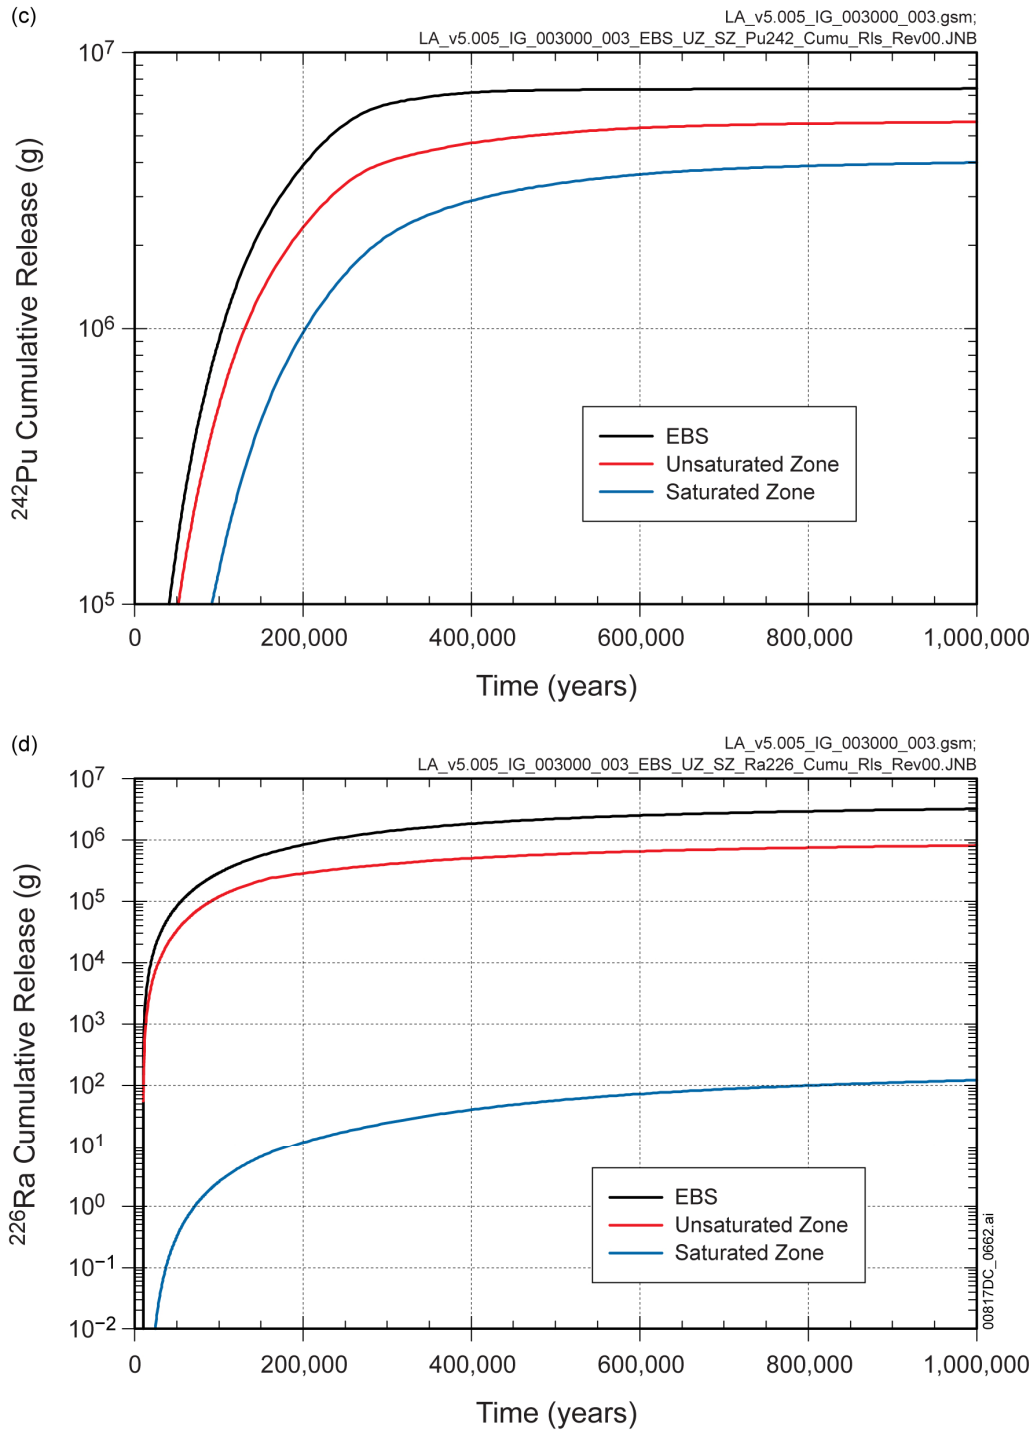 (c)
LA_v5.005_IG_003000_003.gsm;
LA_v5.005_IG_003000_003_EBS_UZ_SZ_Pu242_Cumu_Rls_Rev00.JNB
10⁷
10⁶
10⁵
²⁴²Pu Cumulative Release (g)
EBS
Unsaturated Zone
Saturated Zone
0 200,000 400,000 600,000 800,000 1,000,000
Time (years)
(d)
LA_v5.005_IG_003000_003.gsm;
LA_v5.005_IG_003000_003_EBS_UZ_SZ_Ra226_Cumu_Rls_Rev00.JNB
10⁷
10⁶
10⁵
10⁴
10³
10²
10¹
10⁰
10⁻¹
10⁻²
²²⁶Ra Cumulative Release (g)
EBS
Unsaturated Zone
Saturated Zone
00817DC_0662.ai
0 200,000 400,000 600,000 800,000 1,000,000
Time (years)